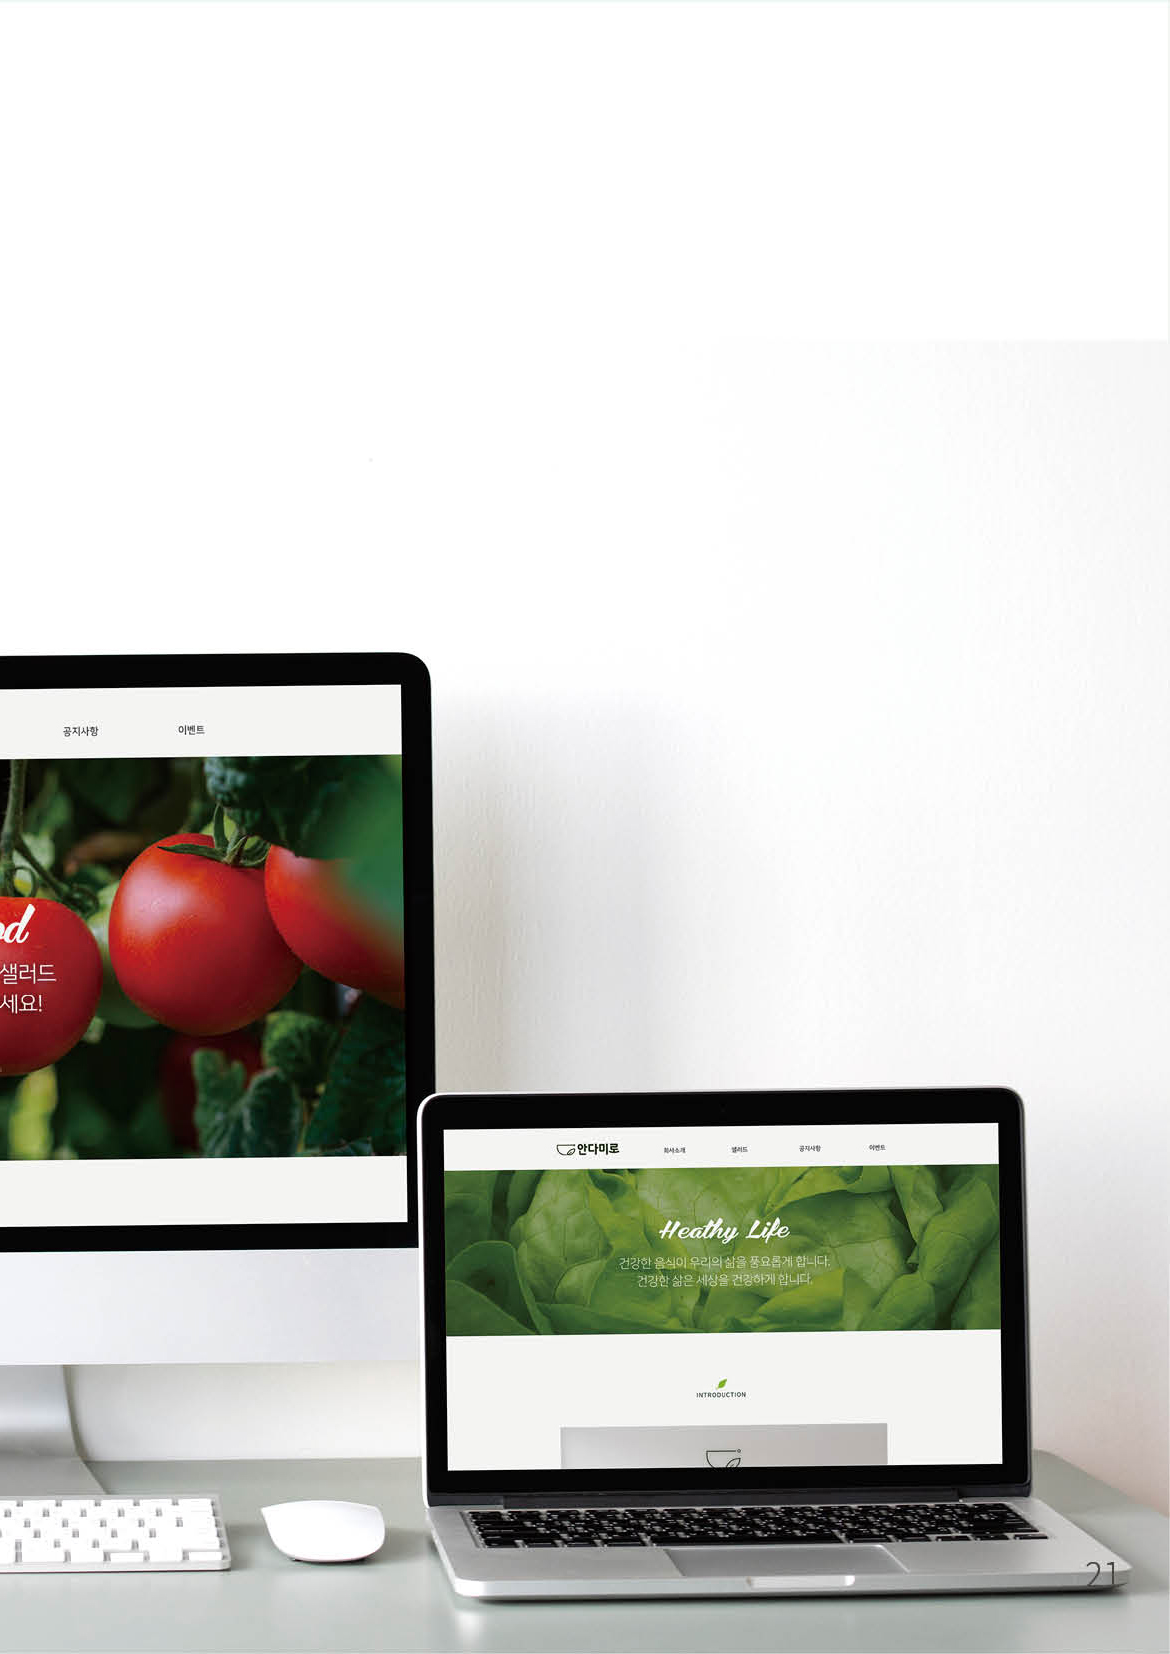 공지사항 이벤트
od
샐러드
세요!
안다미로 회사소개 샐러드 공지사항 이벤트
Heathy Life
건강한 음식이 우리의 삶을 풍요롭게 합니다.
건강한 삶은 세상을 건강하게 합니다.
INTRODUCTION
21